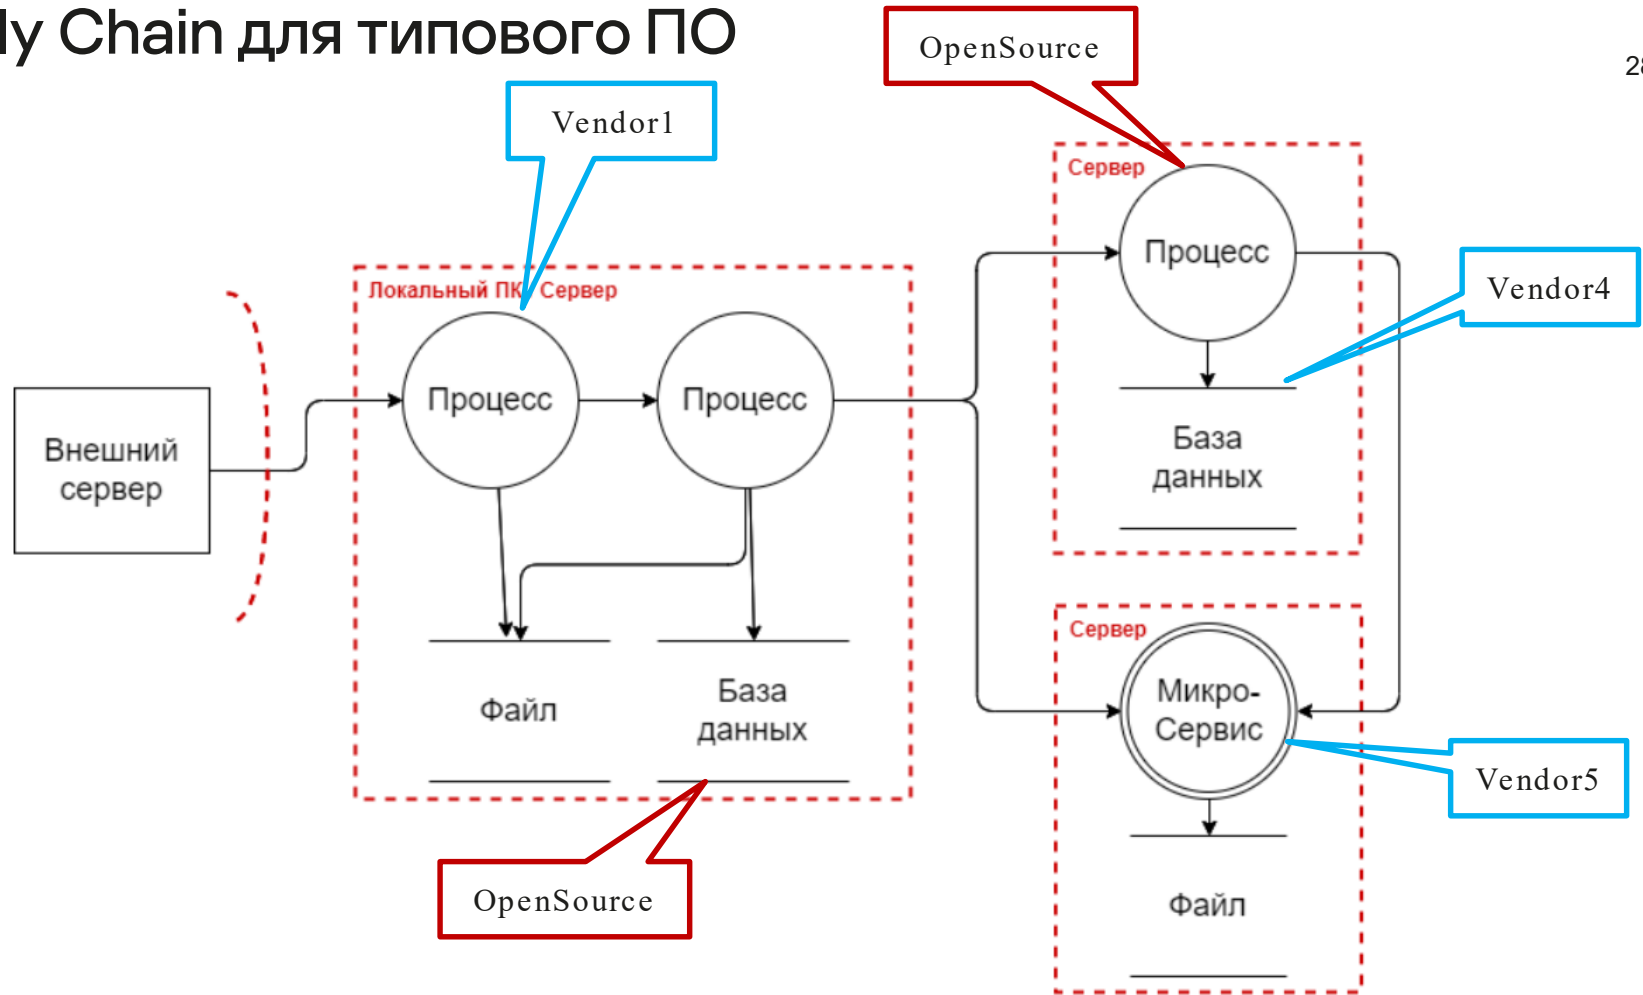 ly Chain для типового ПО
28
OpenSource
Vendor1
Сервер
Процесс
Vendor4
Локальный ПК
Сервер
Процесс
Процесс
Внешний
сервер
База
данных
Сервер
Микро-
Сервис
Файл
База
данных
Vendor5
OpenSource
Файл